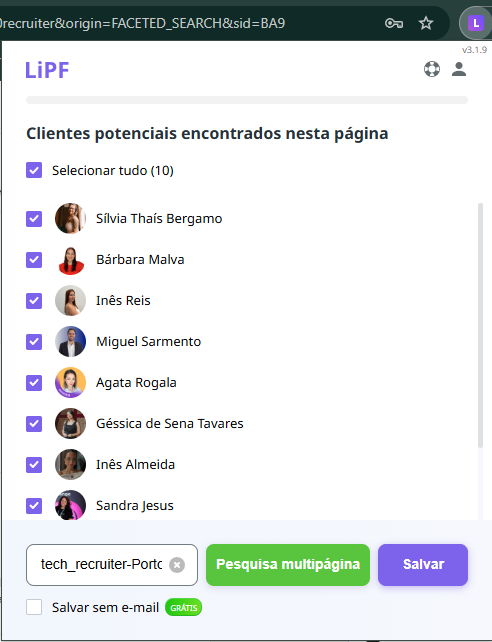 0recruiter&origin=FACETED_SEARCH&sid=BA9
L
v3.1.9
LiPF
Clientes potenciais encontrados nesta página
Selecionar tudo (10)
Sílvia Thaís Bergamo
Bárbara Malva
Inês Reis
Miguel Sarmento
Agata Rogala
Géssica de Sena Tavares
Inês Almeida
Sandra Jesus
tech_recruiter-Porto
Pesquisa multipágina
Salvar
Salvar sem e-mail GRÁTIS